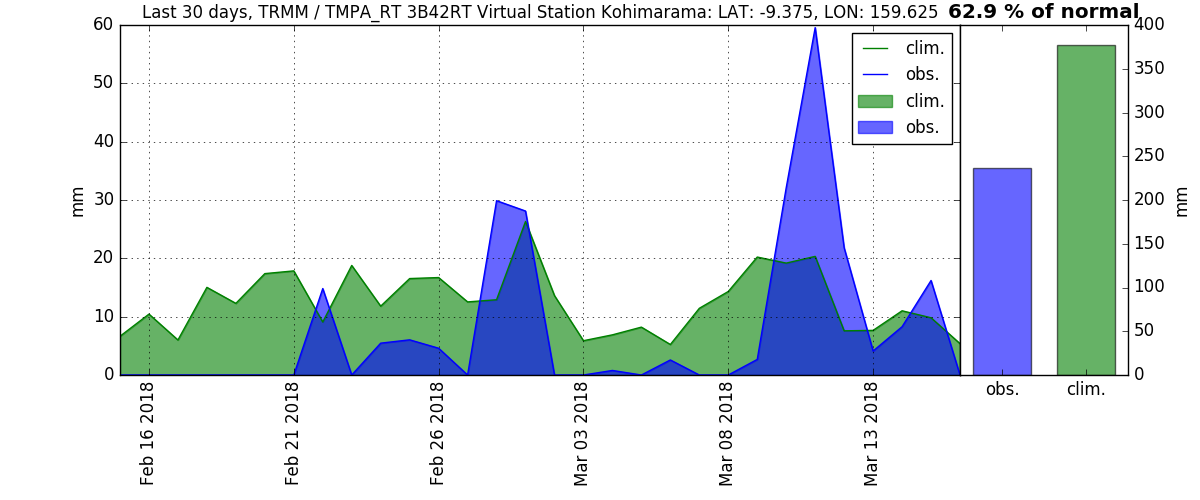 Last 30 days, TRMM / TMPA_RT 3B42RT Virtual Station Kohimarama: LAT: -9.375, LON: 159.625
62.9 % of normal
60
50
40
30
20
10
0
mm
clim.
obs.
clim.
obs.
Feb 16 2018
Feb 21 2018
Feb 26 2018
Mar 03 2018
Mar 08 2018
Mar 13 2018
400
350
300
250
200
150
100
50
0
mm
obs.
clim.